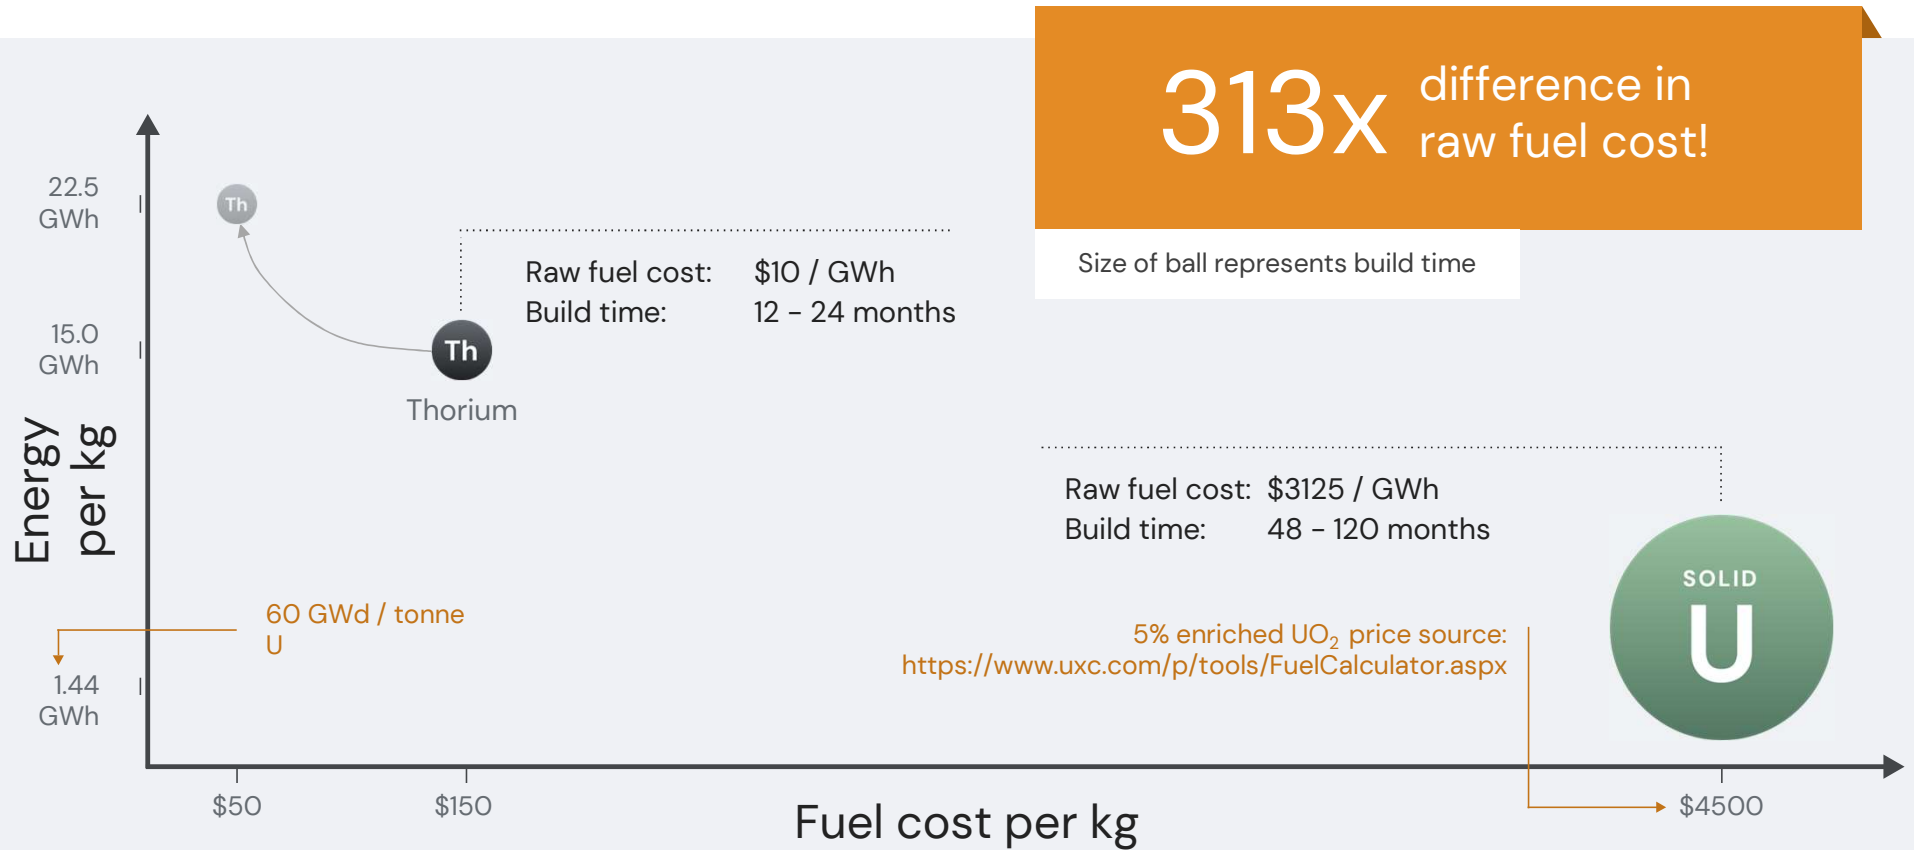 313x
difference in
raw fuel cost!
Size of ball represents build time
22.5
GWh
15.0
GWh
1.44
GWh
Energy
per kg
Th
Th
Thorium
Raw fuel cost: $10 / GWh
Build time: 12 - 24 months
Raw fuel cost: $3125 / GWh
Build time: 48 - 120 months
SOLID
U
60 GWd / tonne
U
5% enriched UO₂ price source:
https://www.uxc.com/p/tools/FuelCalculator.aspx
$50
$150
$4500
Fuel cost per kg